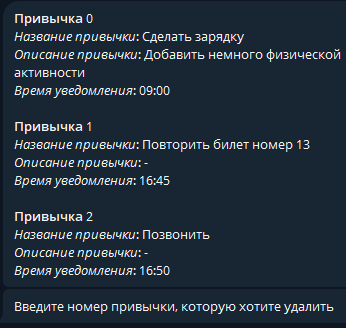 Привычка 0
Название привычки: Сделать зарядку
Описание привычки: Добавить немного физической
активности
Время уведомления: 09:00
Привычка 1
Название привычки: Повторить билет номер 13
Описание привычки: -
Время уведомления: 16:45
Привычка 2
Название привычки: Позвонить
Описание привычки: -
Время уведомления: 16:50
Введите номер привычки, которую хотите удалить